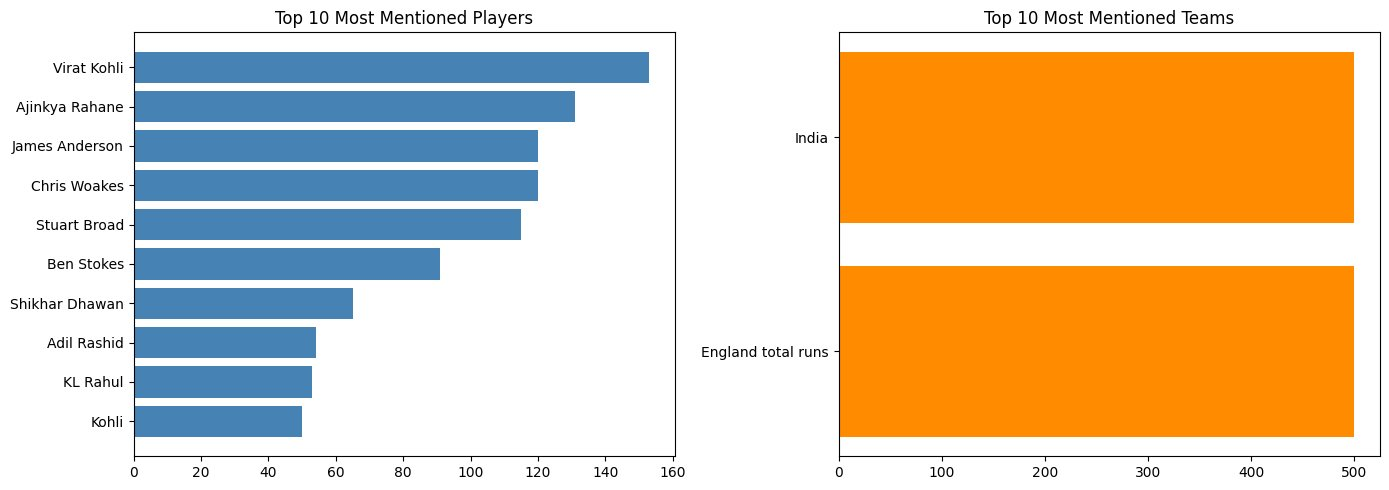 Top 10 Most Mentioned Players
Virat Kohli
Ajinkya Rahane
James Anderson
Chris Woakes
Stuart Broad
Ben Stokes
Shikhar Dhawan
Adil Rashid
KL Rahul
Kohli
0 20 40 60 80 100 120 140 160
Top 10 Most Mentioned Teams
India
England total runs
0 100 200 300 400 500